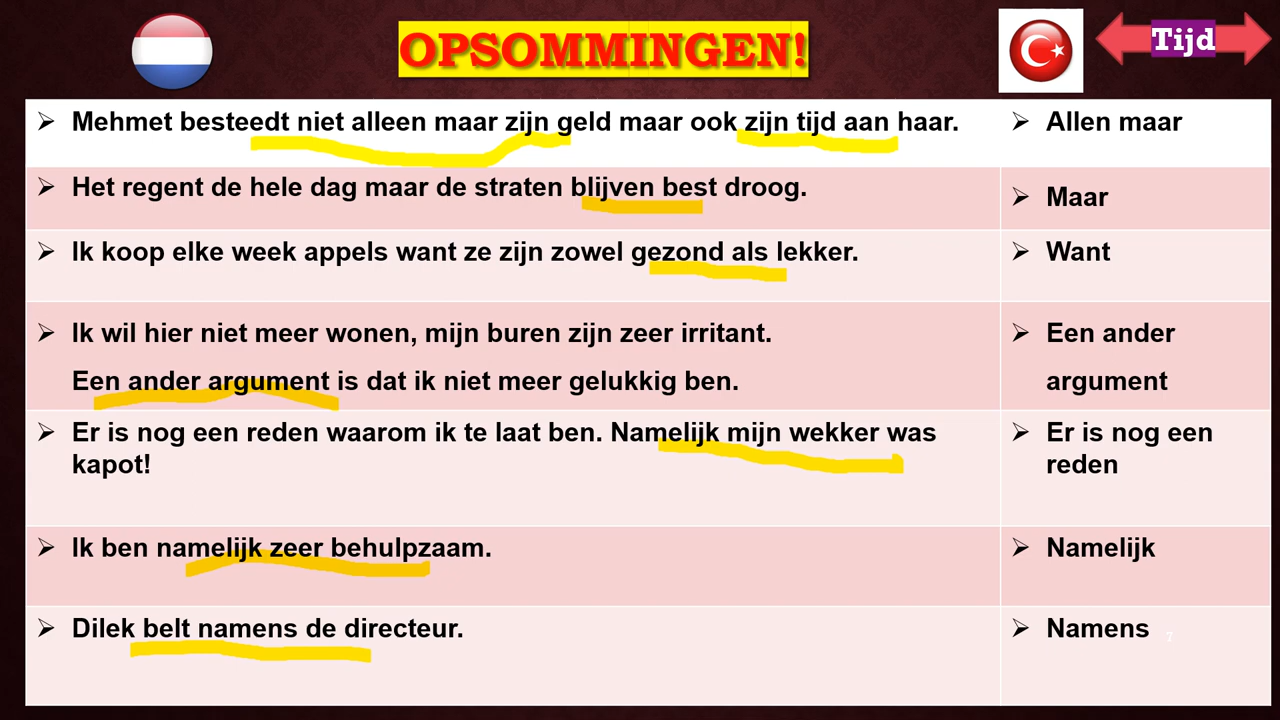 OPSOMMINGEN!
Tijd
Mehmet besteedt niet alleen maar zijn geld maar ook zijn tijd aan haar.
Allen maar
Het regent de hele dag maar de straten blijven best droog.
Maar
Ik koop elke week appels want ze zijn zowel gezond als lekker.
Want
Ik wil hier niet meer wonen, mijn buren zijn zeer irritant.
Een ander argument is dat ik niet meer gelukkig ben.
Een ander
argument
Er is nog een reden waarom ik te laat ben. Namelijk mijn wekker was
kapot!
Er is nog een
reden
Ik ben namelijk zeer behulpzaam.
Namelijk
Dilek belt namens de directeur.
Namens
7